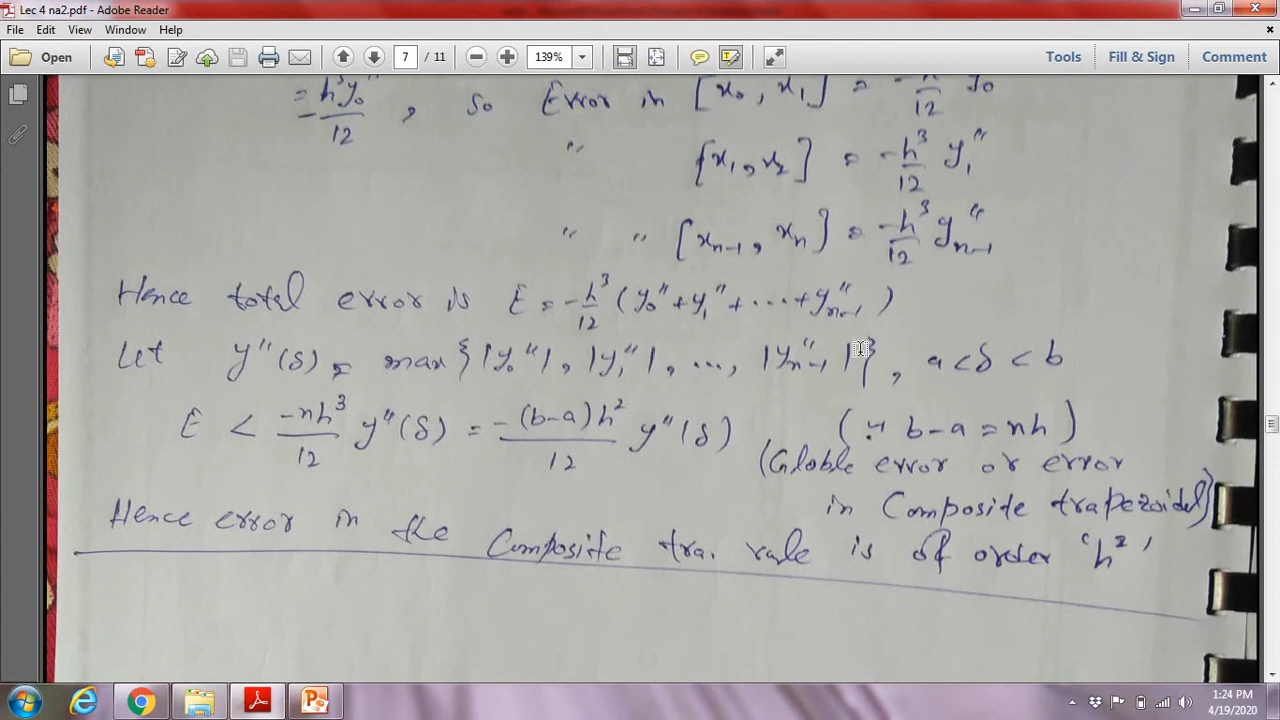 Lec 4 na2.pdf - Adobe Reader
File Edit View Window Help
Open 7 / 11 139% Tools Fill & Sign Comment
= -h³y₀"/12 , So Error in [x₀, x₁] = -h³/12 y₀"
" [x₁, x₂] = -h³/12 y₁"
" " [xₙ₋₁, xₙ] = -h³/12 y"ₙ₋₁
Hence total error is E = -h³/12 (y₀" + y₁" + ... + y"ₙ₋₁)
Let y"(δ) = max{|y₀"|, |y₁"|, ..., |y"ₙ₋₁|}, a < δ < b
E < -nh³/12 y"(δ) = -(b-a)h²/12 y"(δ) (∵ b-a = nh)
(Globle error or error
in Composite trapezoidal)
Hence error in the Composite tra. rule is of order 'h²'
1:24 PM
4/19/2020